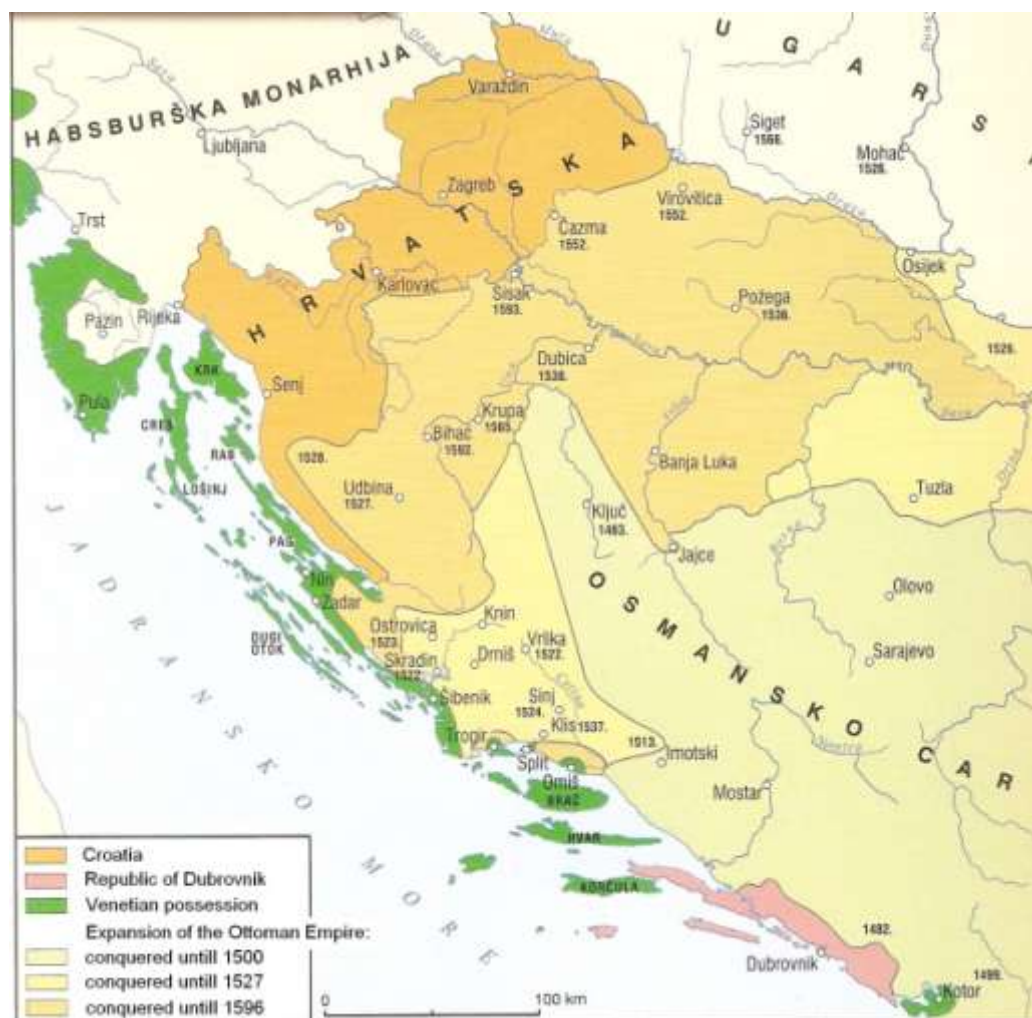 HABSBURŠKA MONARHIJA
UGARS
HRVATSKA
OSMANSKO CAR
JADRANSKO MORE
Varaždin
Ljubljana
Siget
1566.
Mohač
1526.
Zagreb
Virovitica
1552.
Trst
Čazma
1552.
Osijek
Karlovac
Sisak
1593.
Požega
1536.
Pazin
Rijeka
1526.
Dubica
1538.
KRK
Senj
Pula
CRES
Krupa
1565.
Bihać
1592.
RAB
1528.
Banja Luka
LOŠINJ
Udbina
1527.
Tuzla
Ključ
1463.
PAG
Jajce
Nin
Zadar
Olovo
Knin
Ostrovica
1523.
DUGI
OTOK
Vrlika
1522.
Drniš
Sarajevo
Skradin
1522.
Šibenik
Sinj
1524.
Klis
1537.
Trogir
1513.
Split
Imotski
Omiš
Mostar
BRAČ
HVAR
KORČULA
1482.
Dubrovnik
1499.
Kotor
Croatia
Republic of Dubrovnik
Venetian possession
Expansion of the Ottoman Empire:
conquered untill 1500
conquered untill 1527
conquered untill 1596
0 100 km